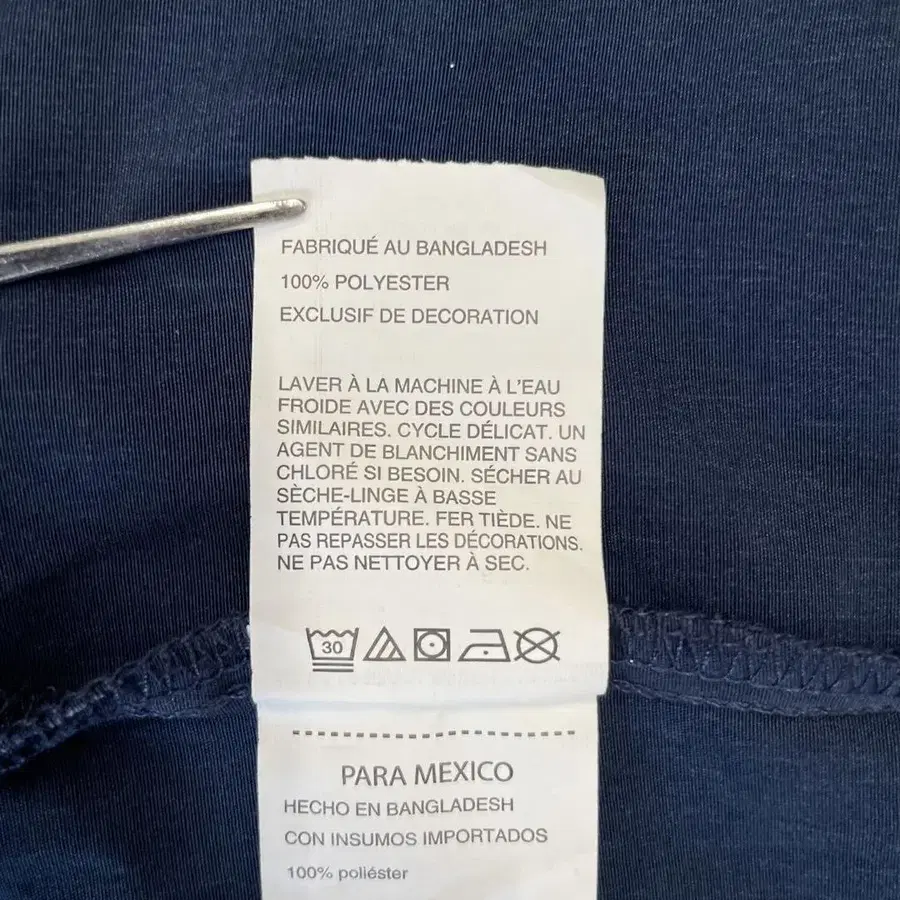 FABRIQUÉ AU BANGLADESH
100% POLYESTER
EXCLUSIF DE DECORATION
LAVER À LA MACHINE À L'EAU
FROIDE AVEC DES COULEURS
SIMILAIRES. CYCLE DÉLICAT. UN
AGENT DE BLANCHIMENT SANS
CHLORÉ SI BESOIN. SÉCHER AU
SÈCHE-LINGE À BASSE
TEMPÉRATURE. FER TIÈDE. NE
PAS REPASSER LES DÉCORATIONS.
NE PAS NETTOYER À SEC.
30
PARA MEXICO
HECHO EN BANGLADESH
CON INSUMOS IMPORTADOS
100% poliéster